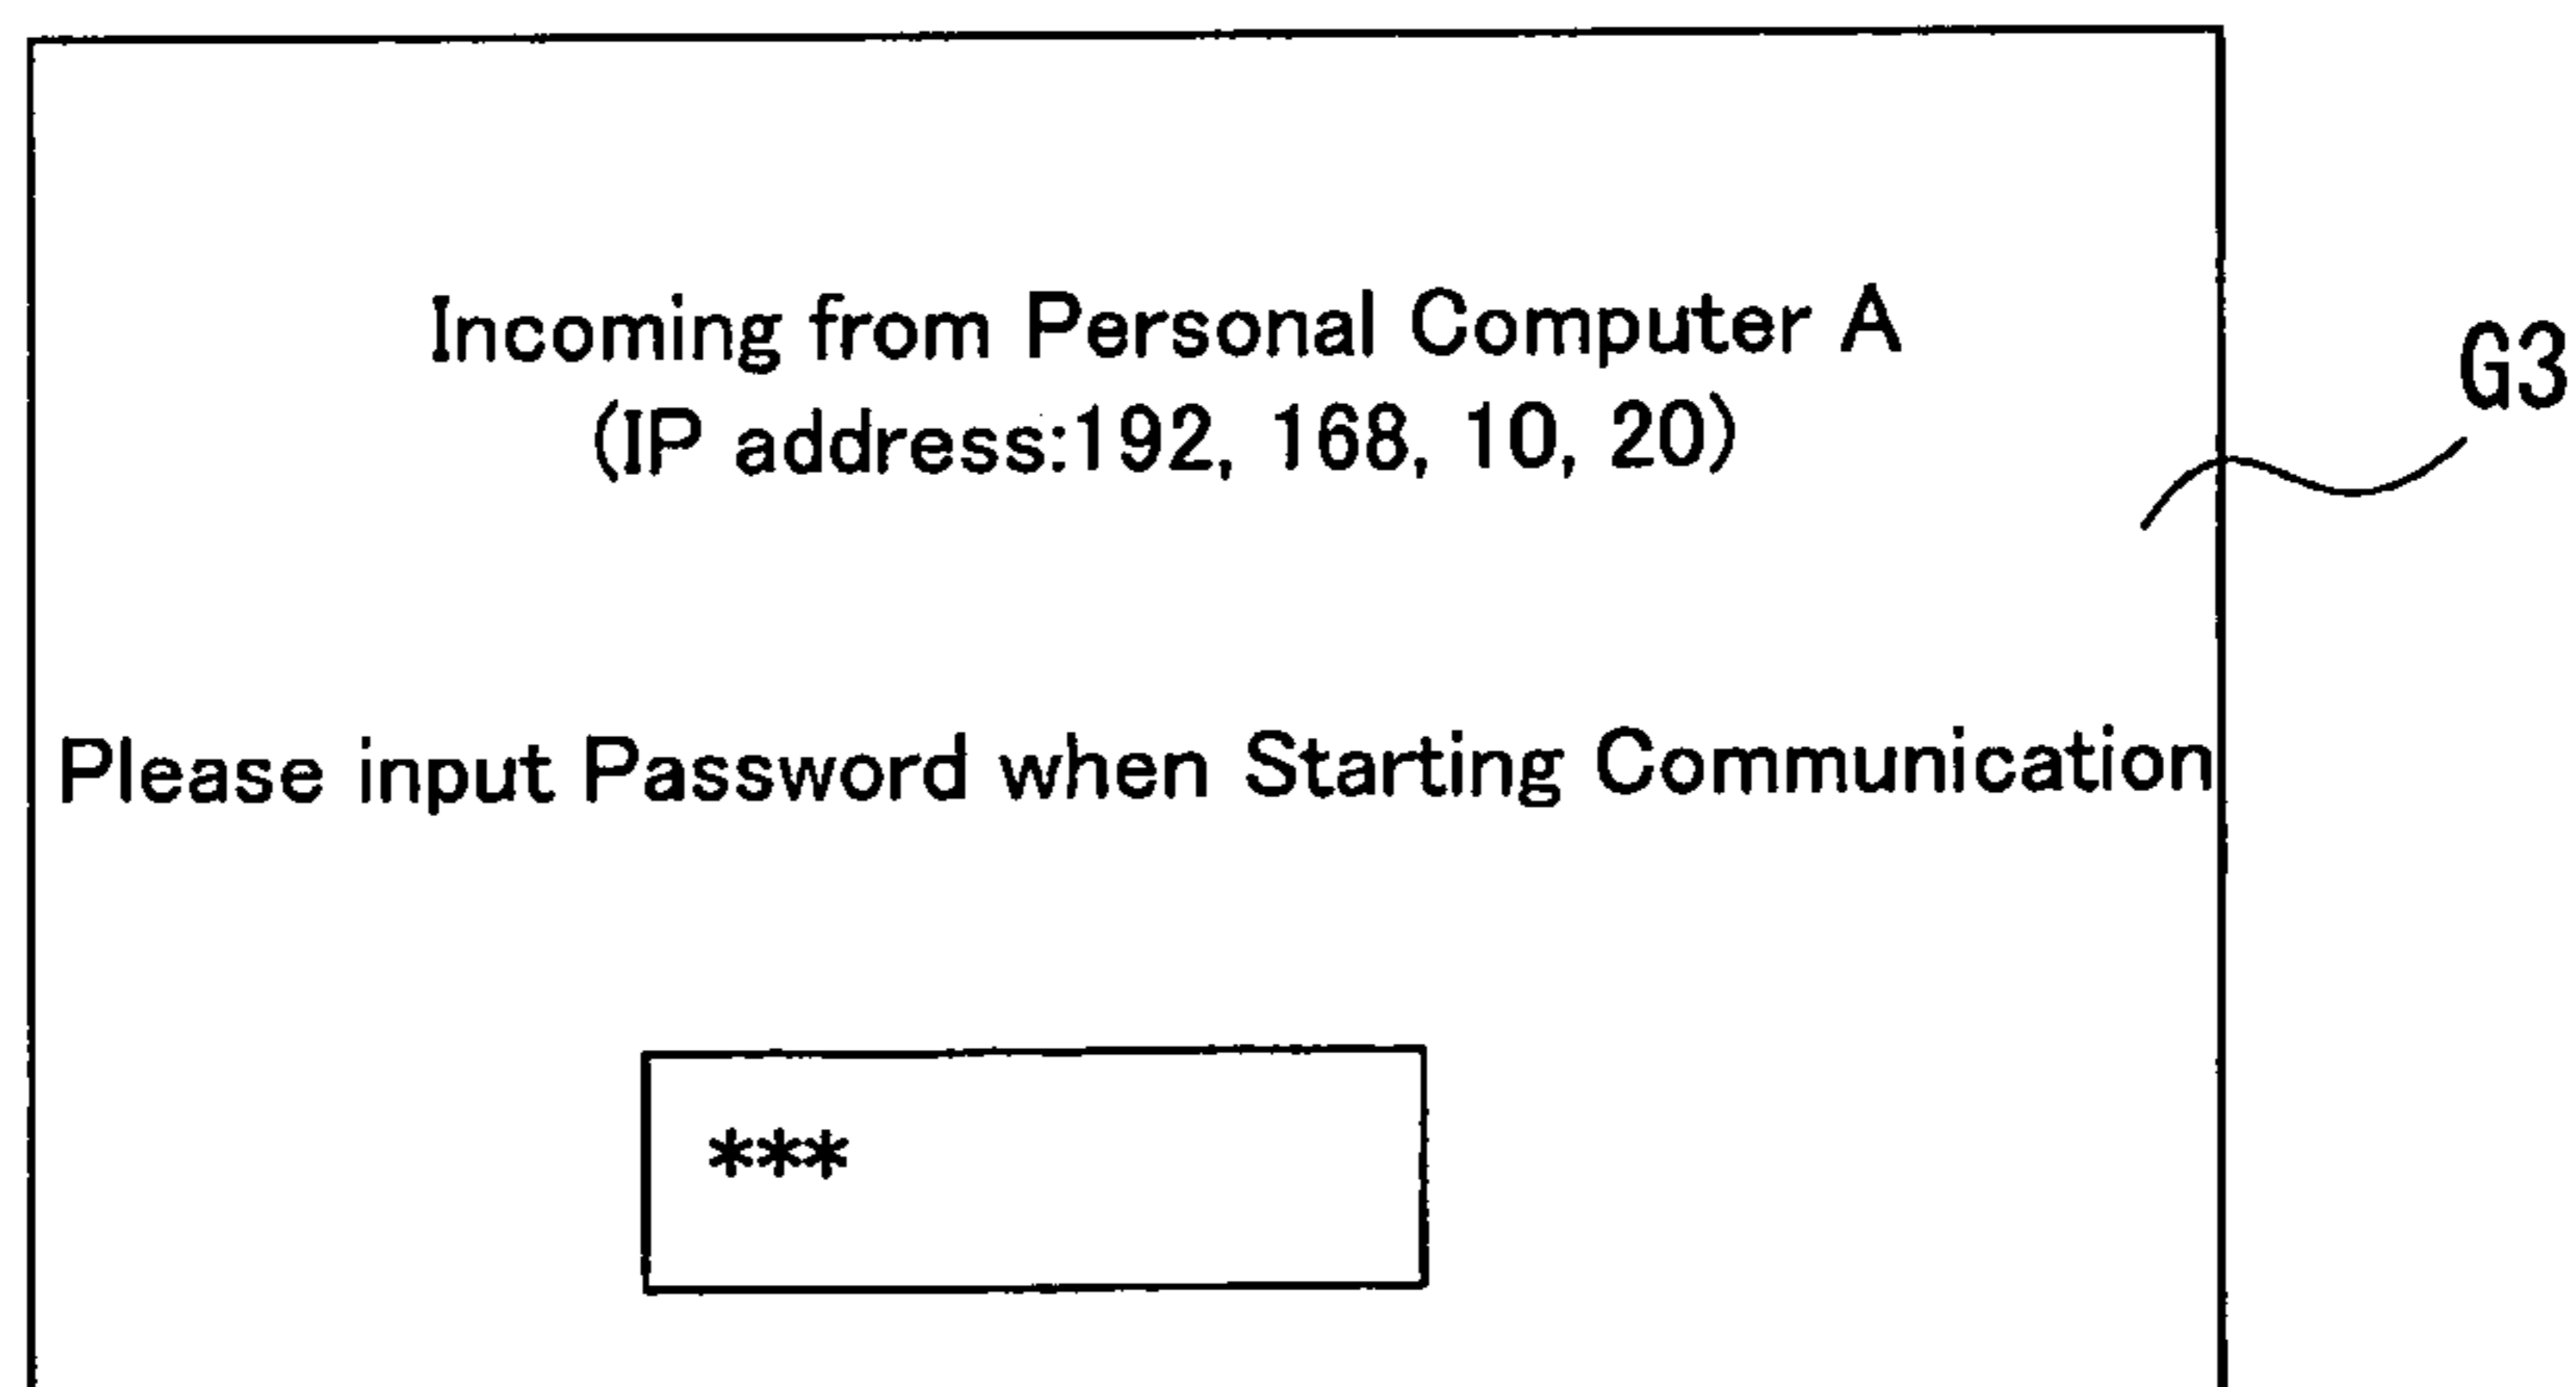 Incoming from Personal Computer A
(IP address:192, 168, 10, 20)
G3
Please input Password when Starting Communication
***